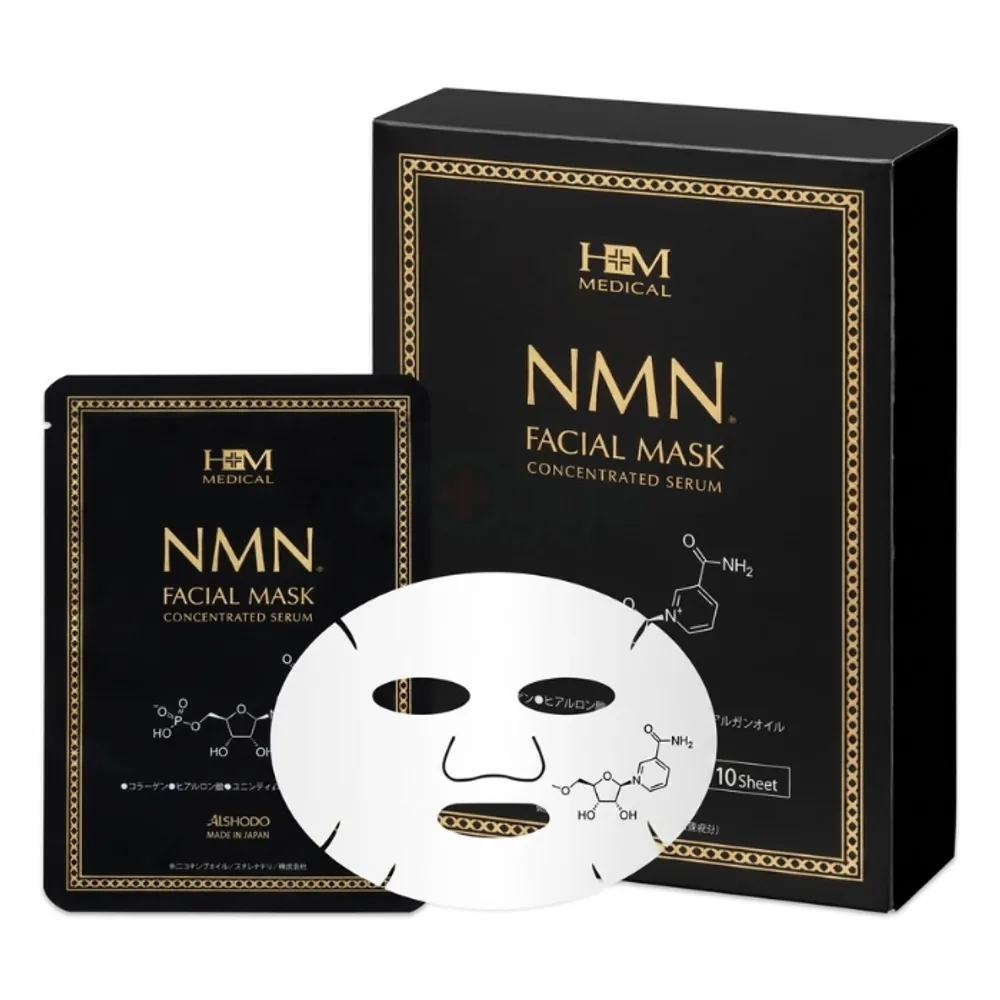 H+M
MEDICAL
NMN®
FACIAL MASK
CONCENTRATED SERUM
O
NH₂
N⁺
アルガンオイル
10 Sheet
H+M
MEDICAL
NMN®
FACIAL MASK
CONCENTRATED SERUM
O
⁻O
P
O
O
HO
HO
OH
●コラーゲン●ヒアルロン酸
AISHODO
MADE IN JAPAN
ン●ヒアルロン酸
O
NH₂
N
O
O
HO
OH